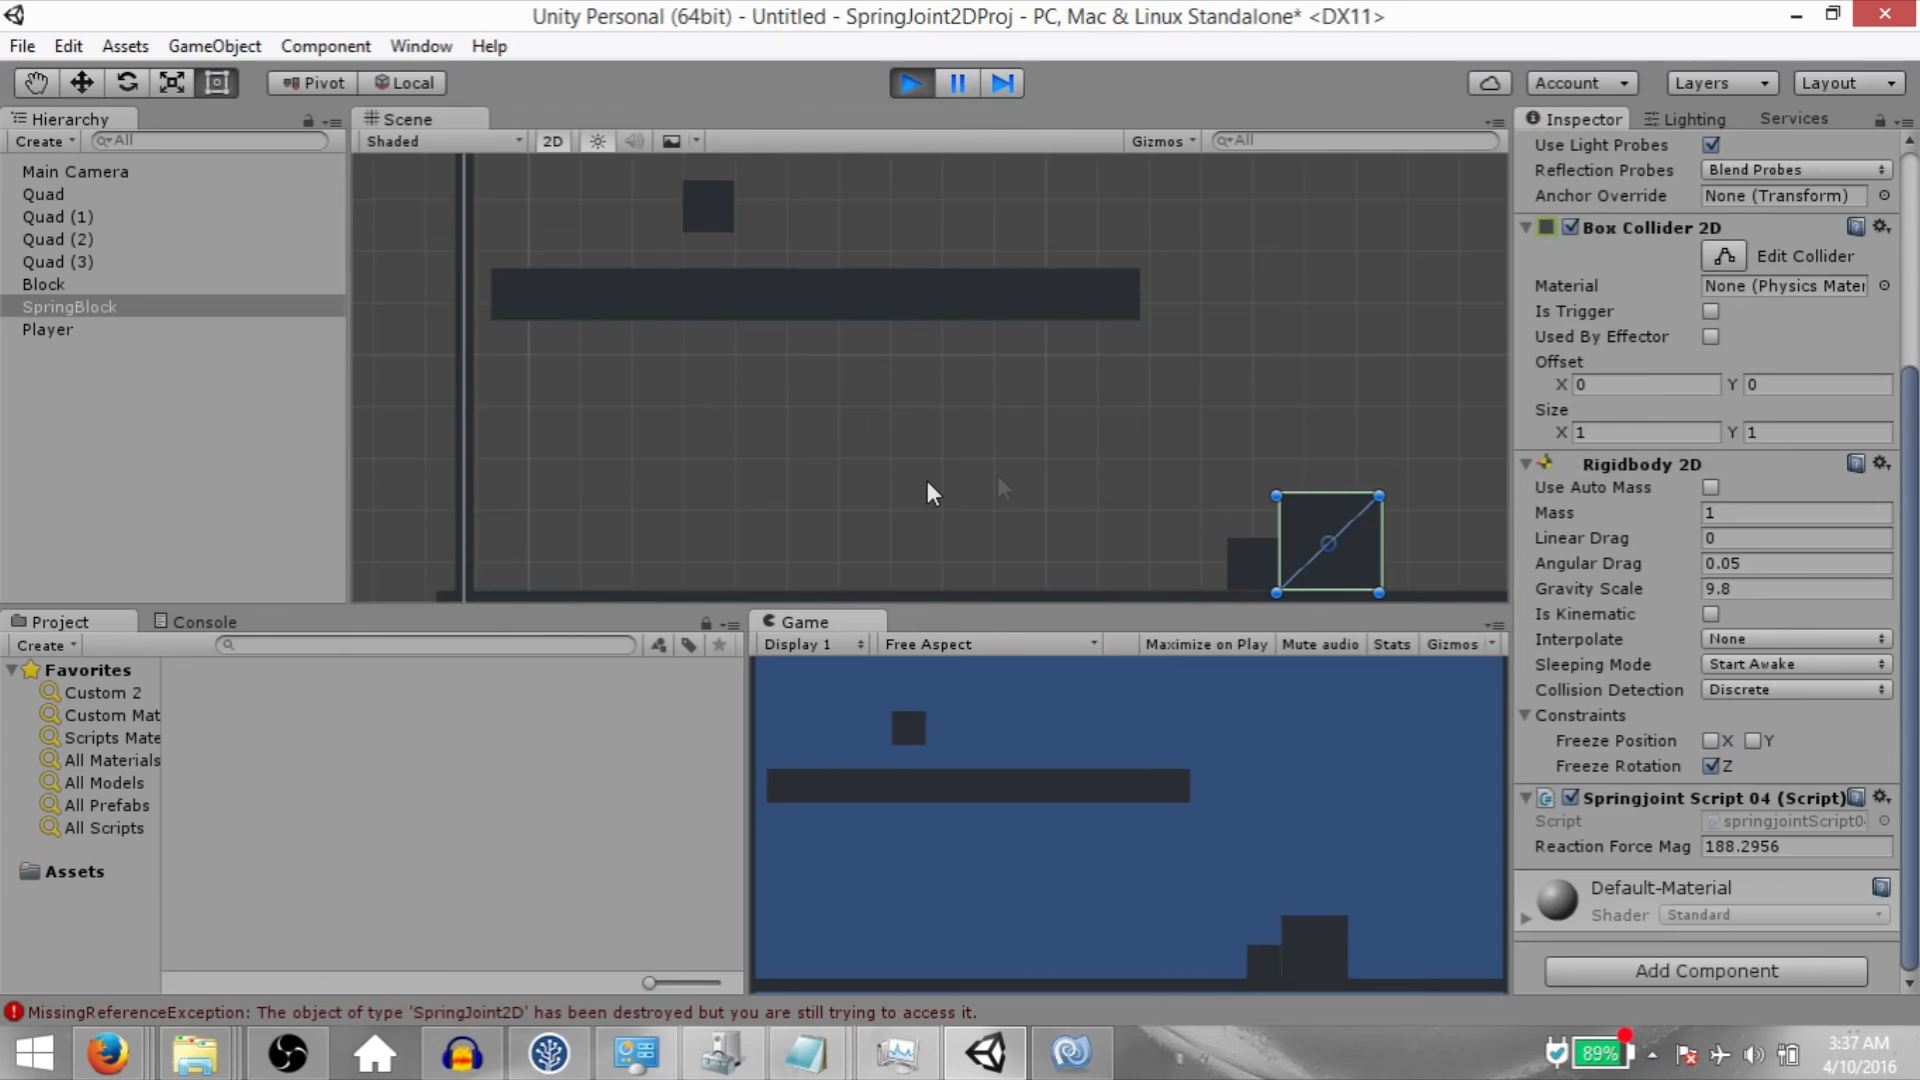 Unity Personal (64bit) - Untitled - SpringJoint2DProj - PC, Mac & Linux Standalone* <DX11>
File Edit Assets GameObject Component Window Help
Pivot Local Account Layers Layout
Hierarchy
Create All
Main Camera
Quad
Quad (1)
Quad (2)
Quad (3)
Block
SpringBlock
Player
Scene
Shaded 2D Gizmos All
Inspector Lighting Services
Use Light Probes
Reflection Probes Blend Probes
Anchor Override None (Transform)
Box Collider 2D
Edit Collider
Material None (Physics Mater
Is Trigger
Used By Effector
Offset
X 0 Y 0
Size
X 1 Y 1
Rigidbody 2D
Use Auto Mass
Mass 1
Linear Drag 0
Angular Drag 0.05
Gravity Scale 9.8
Is Kinematic
Interpolate None
Sleeping Mode Start Awake
Collision Detection Discrete
Constraints
Freeze Position X Y
Freeze Rotation Z
Springjoint Script 04 (Script)
Script springjointScript0
Reaction Force Mag 188.2956
Default-Material
Shader Standard
Add Component
Project Console
Create
Favorites
Custom 2
Custom Mat
Scripts Mate
All Materials
All Models
All Prefabs
All Scripts
Assets
Game
Display 1 Free Aspect Maximize on Play Mute audio Stats Gizmos
MissingReferenceException: The object of type 'SpringJoint2D' has been destroyed but you are still trying to access it.
89%
3:37 AM
4/10/2016